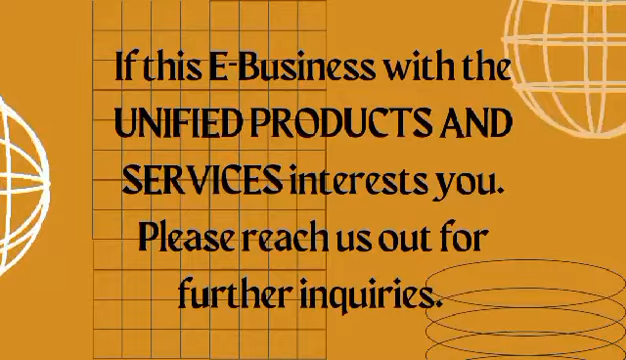 If this E-Business with the
UNIFIED PRODUCTS AND
SERVICES interests you.
Please reach us out for
further inquiries.